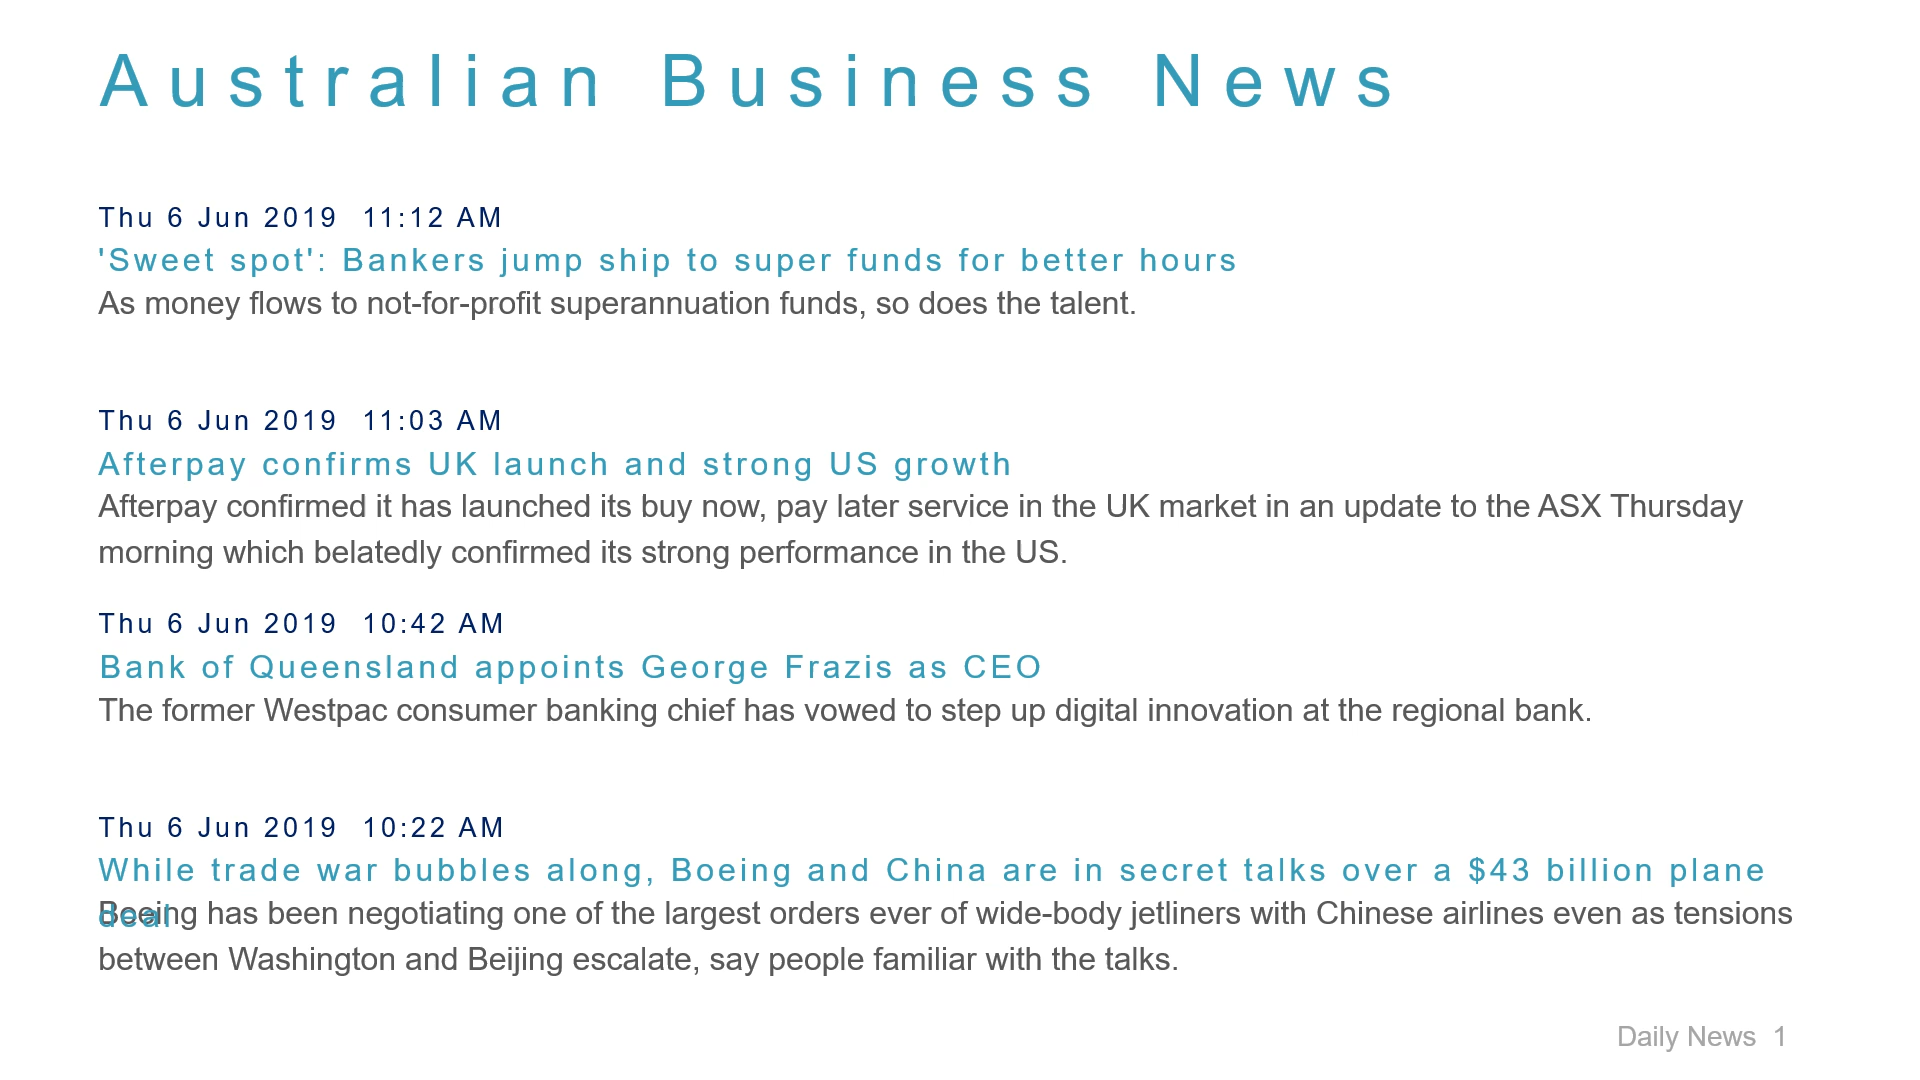 Australian Business News
Thu 6 Jun 2019 11:12 AM
'Sweet spot': Bankers jump ship to super funds for better hours
As money flows to not-for-profit superannuation funds, so does the talent.
Thu 6 Jun 2019 11:03 AM
Afterpay confirms UK launch and strong US growth
Afterpay confirmed it has launched its buy now, pay later service in the UK market in an update to the ASX Thursday
morning which belatedly confirmed its strong performance in the US.
Thu 6 Jun 2019 10:42 AM
Bank of Queensland appoints George Frazis as CEO
The former Westpac consumer banking chief has vowed to step up digital innovation at the regional bank.
Thu 6 Jun 2019 10:22 AM
While trade war bubbles along, Boeing and China are in secret talks over a $43 billion plane
deal
Boeing has been negotiating one of the largest orders ever of wide-body jetliners with Chinese airlines even as tensions
between Washington and Beijing escalate, say people familiar with the talks.
Daily News 1